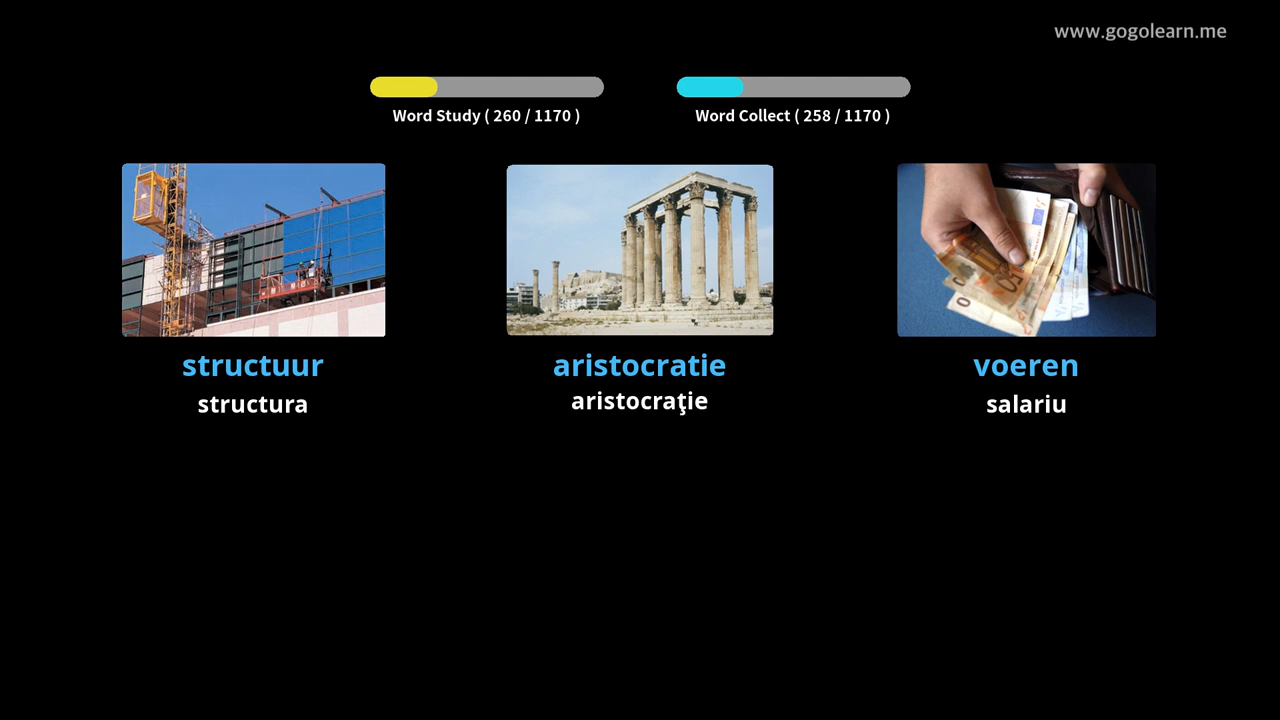 www.gogolearn.me
Word Study ( 260 / 1170 )
Word Collect ( 258 / 1170 )
structuur
structura
aristocratie
aristocraţie
voeren
salariu